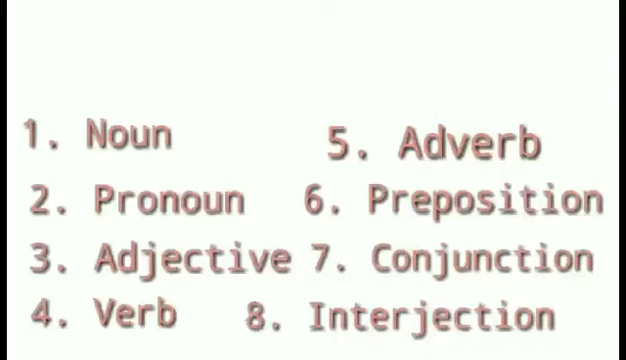 1. Noun
2. Pronoun
3. Adjective
4. Verb
5. Adverb
6. Preposition
7. Conjunction
8. Interjection